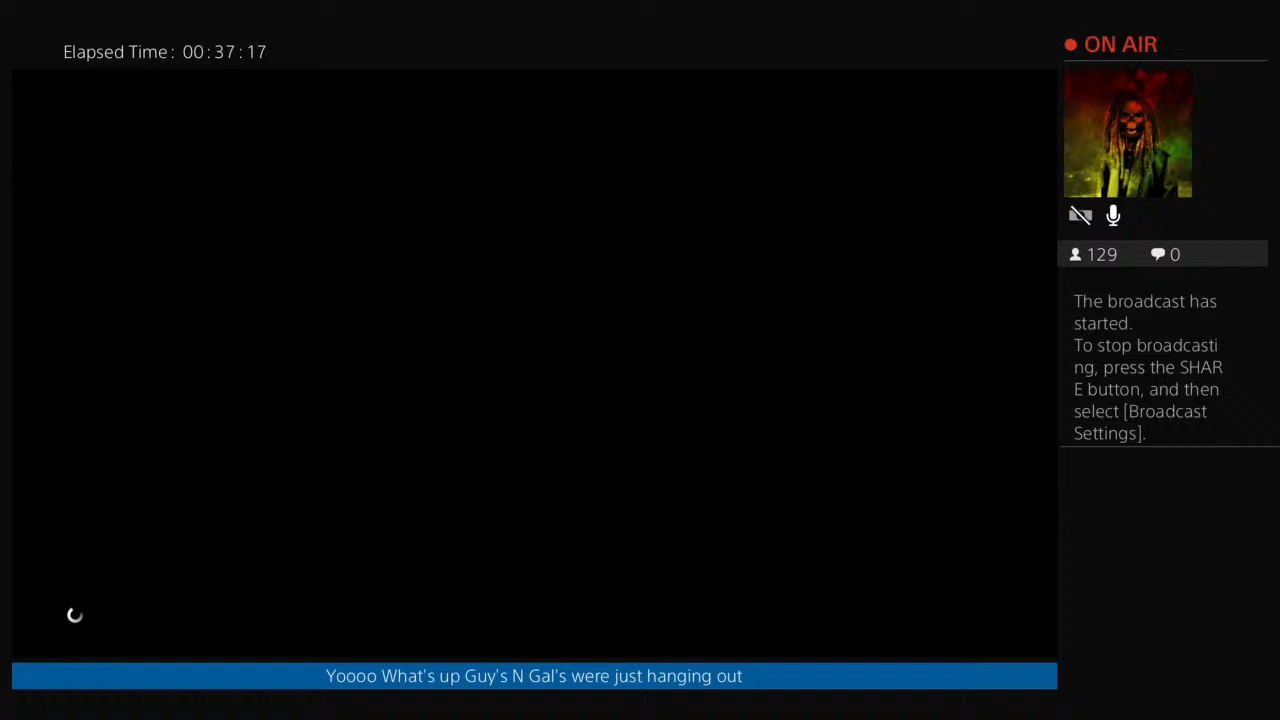 Elapsed Time: 00:37:17
ON AIR
129 0
The broadcast has
started.
To stop broadcasti
ng, press the SHAR
E button, and then
select [Broadcast
Settings].
Yoooo What's up Guy's N Gal's were just hanging out